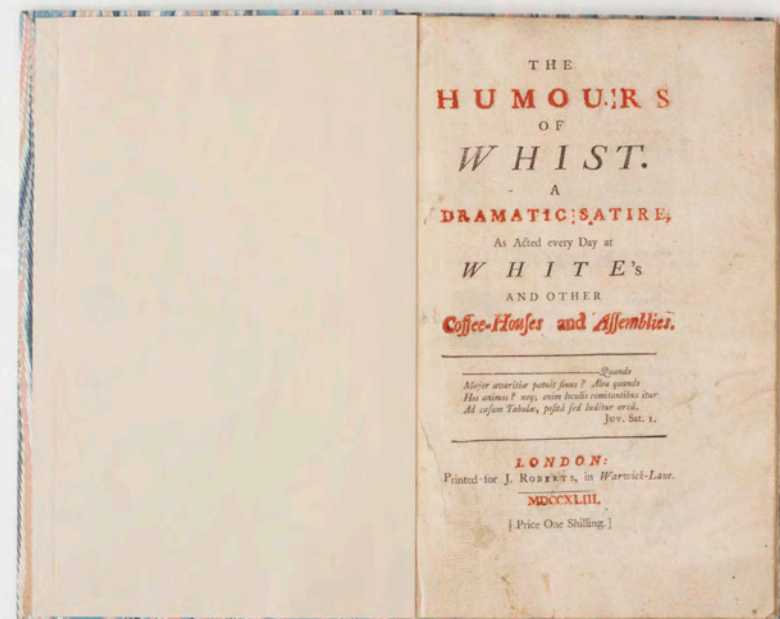 THE
HUMOURS
OF
WHIST.
A
DRAMATIC SATIRE,
As Acted every Day at
WHITE's
AND OTHER
Coffee-Houſes and Aſſemblies.
Quando
Major avaritiæ patuit ſinus? Alea quando
Hos animos? neq; enim loculis comitantibus itur
Ad caſum Tabulæ, poſitâ ſed luditur arcâ.
Juv. Sat. 1.
LONDON:
Printed for J. ROBERTS, in Warwick-Lane.
MDCCXLIII.
[Price One Shilling.]